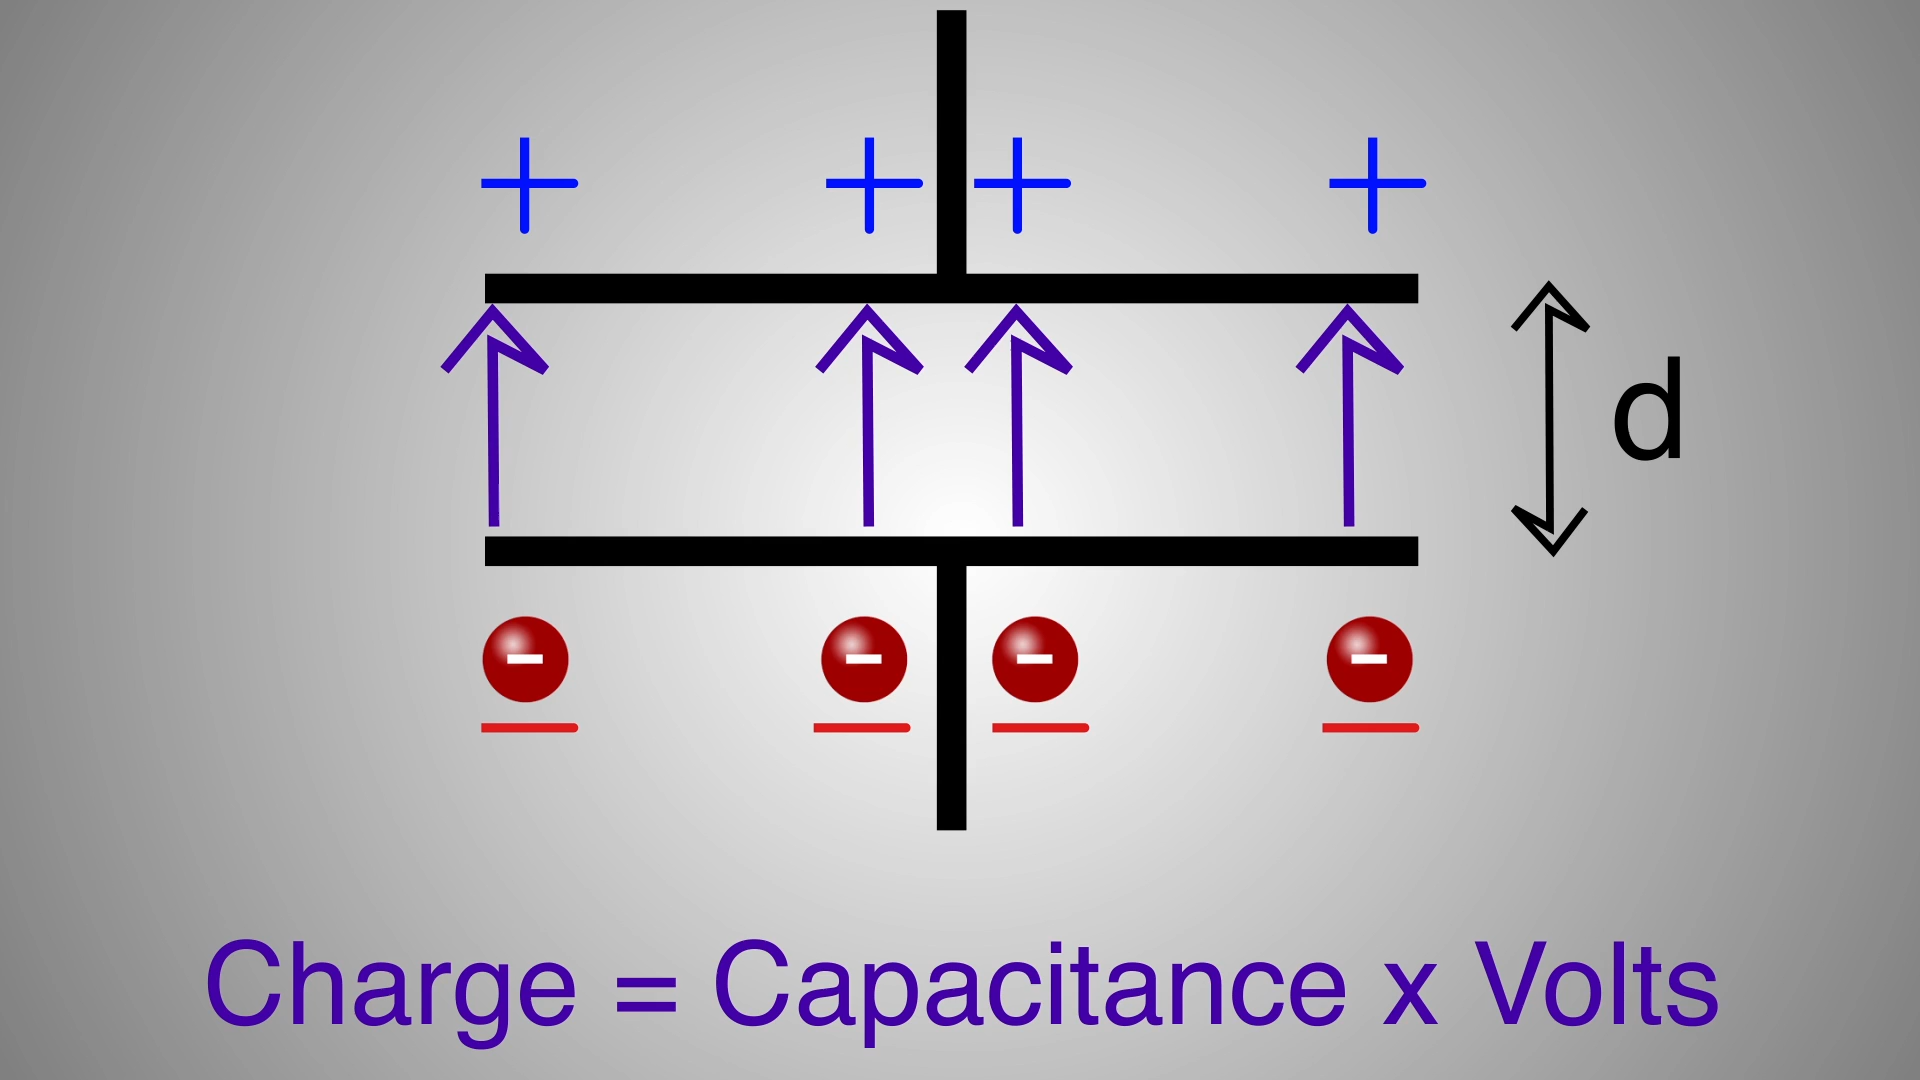 + + + +
d
- - - -
Charge = Capacitance x Volts